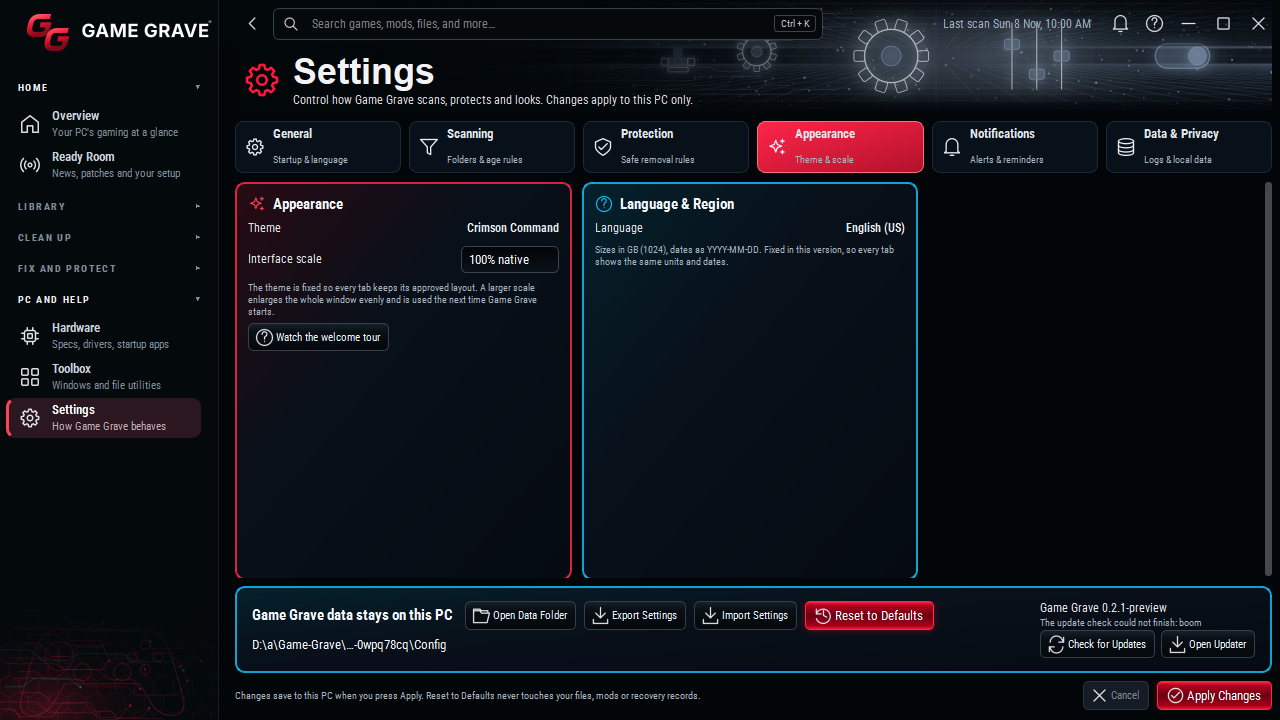 GAME GRAVE
Search games, mods, files, and more...
Ctrl + K
Last scan Sun 8 Nov, 10:00 AM
Settings
Control how Game Grave scans, protects and looks. Changes apply to this PC only.
HOME
Overview
Your PC's gaming at a glance
Ready Room
News, patches and your setup
LIBRARY
CLEAN UP
FIX AND PROTECT
PC AND HELP
Hardware
Specs, drivers, startup apps
Toolbox
Windows and file utilities
Settings
How Game Grave behaves
General
Startup & language
Scanning
Folders & age rules
Protection
Safe removal rules
Appearance
Theme & scale
Notifications
Alerts & reminders
Data & Privacy
Logs & local data
Appearance
Theme
Crimson Command
Interface scale
100% native
The theme is fixed so every tab keeps its approved layout. A larger scale
enlarges the whole window evenly and is used the next time Game Grave
starts.
Watch the welcome tour
Language & Region
Language
English (US)
Sizes in GB (1024), dates as YYYY-MM-DD. Fixed in this version, so every tab
shows the same units and dates.
Game Grave data stays on this PC
Open Data Folder
Export Settings
Import Settings
Reset to Defaults
D:\a\Game-Grave\...-0wpq78cq\Config
Game Grave 0.2.1-preview
The update check could not finish: boom
Check for Updates
Open Updater
Changes save to this PC when you press Apply. Reset to Defaults never touches your files, mods or recovery records.
Cancel
Apply Changes